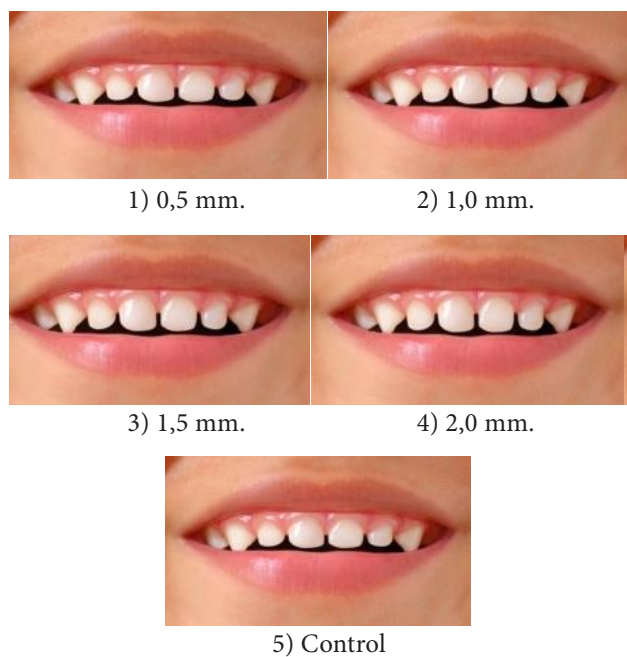 1) 0,5 mm.
2) 1,0 mm.
3) 1,5 mm.
4) 2,0 mm.
5) Control